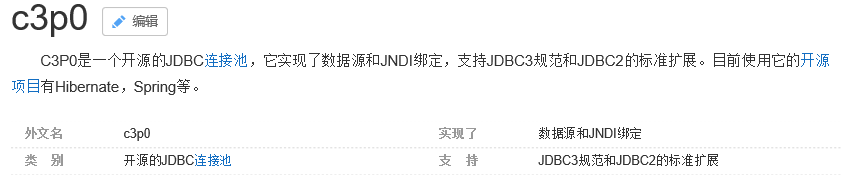 c3p0 编辑
C3P0是一个开源的JDBC连接池，它实现了数据源和JNDI绑定，支持JDBC3规范和JDBC2的标准扩展。目前使用它的开源
项目有Hibernate，Spring等。
外文名 c3p0 实现了 数据源和JNDI绑定
类 别 开源的JDBC连接池 支 持 JDBC3规范和JDBC2的标准扩展